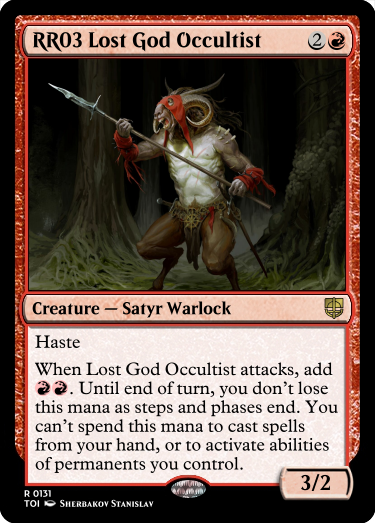 RR03 Lost God Occultist 2
Creature — Satyr Warlock
Haste
When Lost God Occultist attacks, add
. Until end of turn, you don't lose
this mana as steps and phases end. You
can't spend this mana to cast spells
from your hand, or to activate abilities
of permanents you control.
3/2
R 0131
TOI Sherbakov Stanislav